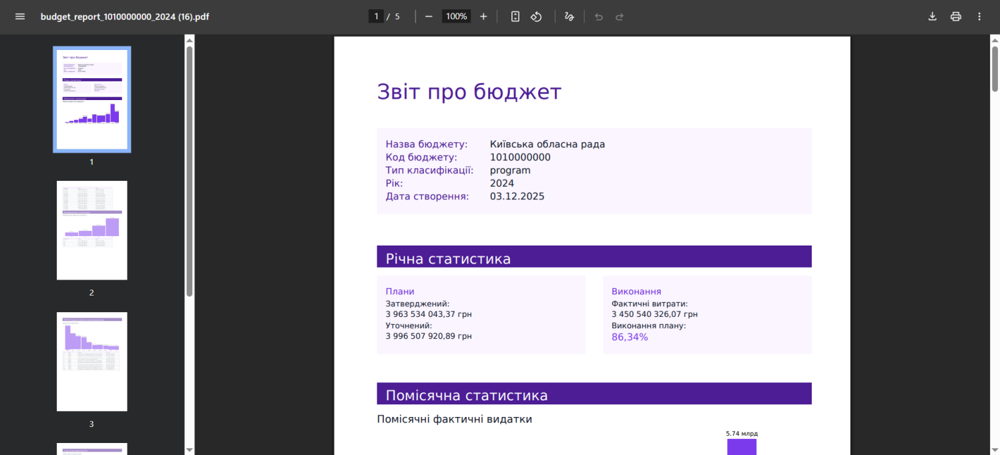 budget_report_1010000000_2024 (16).pdf
1 / 5
100%
1
2
3
Звіт про бюджет
Назва бюджету: Київська обласна рада
Код бюджету: 1010000000
Тип класифікації: program
Рік: 2024
Дата створення: 03.12.2025
Річна статистика
Плани
Затверджений:
3 963 534 043,37 грн
Уточнений:
3 996 507 920,89 грн
Виконання
Фактичні витрати:
3 450 540 326,07 грн
Виконання плану:
86,34%
Помісячна статистика
Помісячні фактичні видатки
5.74 млрд